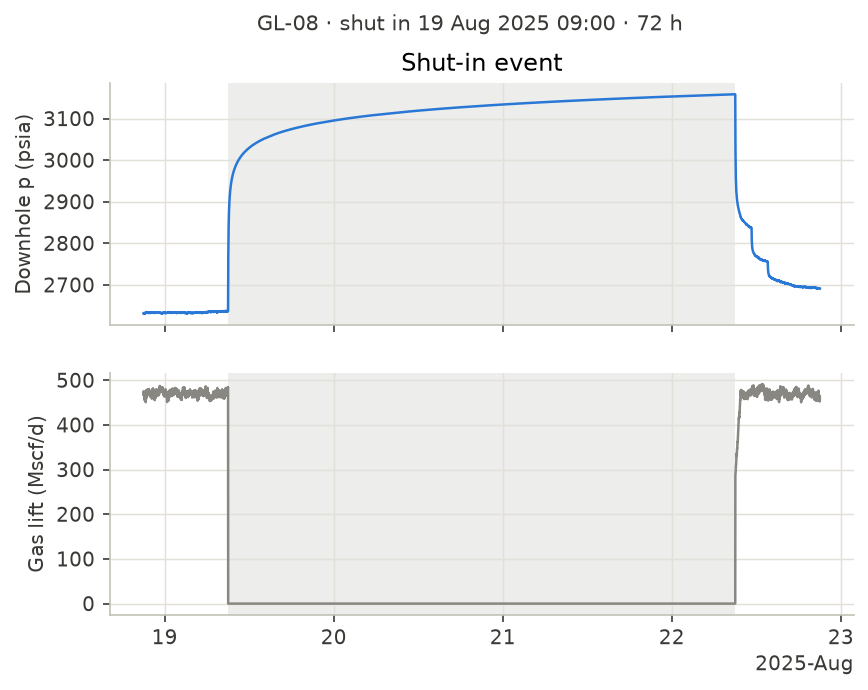 GL-08 · shut in 19 Aug 2025 09:00 · 72 h
Shut-in event
Downhole p (psia)
3100
3000
2900
2800
2700
Gas lift (Mscf/d)
500
400
300
200
100
0
19 20 21 22 23
2025-Aug